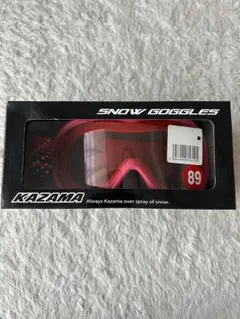 SNOW GOGGLES
89
KAZAMA
Always Kazama over spray of snow.